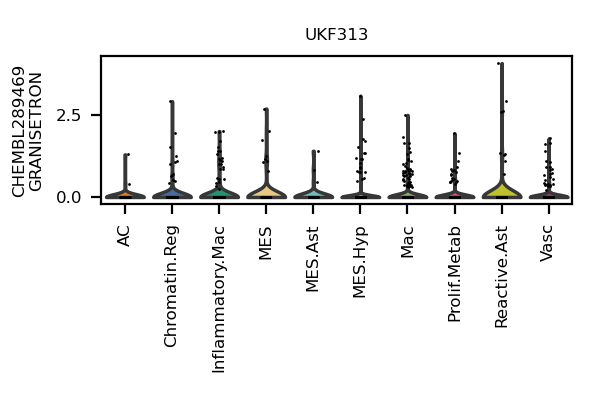 UKF313
CHEMBL289469
GRANISETRON
2.5
0.0
AC
Chromatin.Reg
Inflammatory.Mac
MES
MES.Ast
MES.Hyp
Mac
Prolif.Metab
Reactive.Ast
Vasc